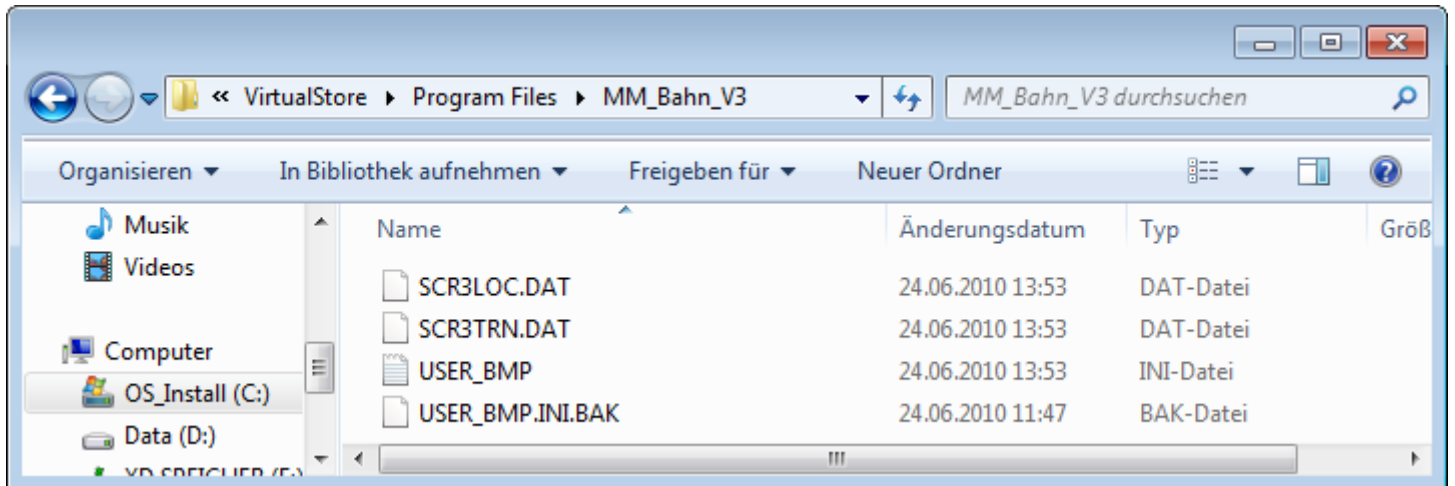 « VirtualStore ▸ Program Files ▸ MM_Bahn_V3 MM_Bahn_V3 durchsuchen
Organisieren In Bibliothek aufnehmen Freigeben für Neuer Ordner
Musik
Videos
Computer
OS_Install (C:)
Data (D:)
Name Änderungsdatum Typ Größ
SCR3LOC.DAT 24.06.2010 13:53 DAT-Datei
SCR3TRN.DAT 24.06.2010 13:53 DAT-Datei
USER_BMP 24.06.2010 13:53 INI-Datei
USER_BMP.INI.BAK 24.06.2010 11:47 BAK-Datei